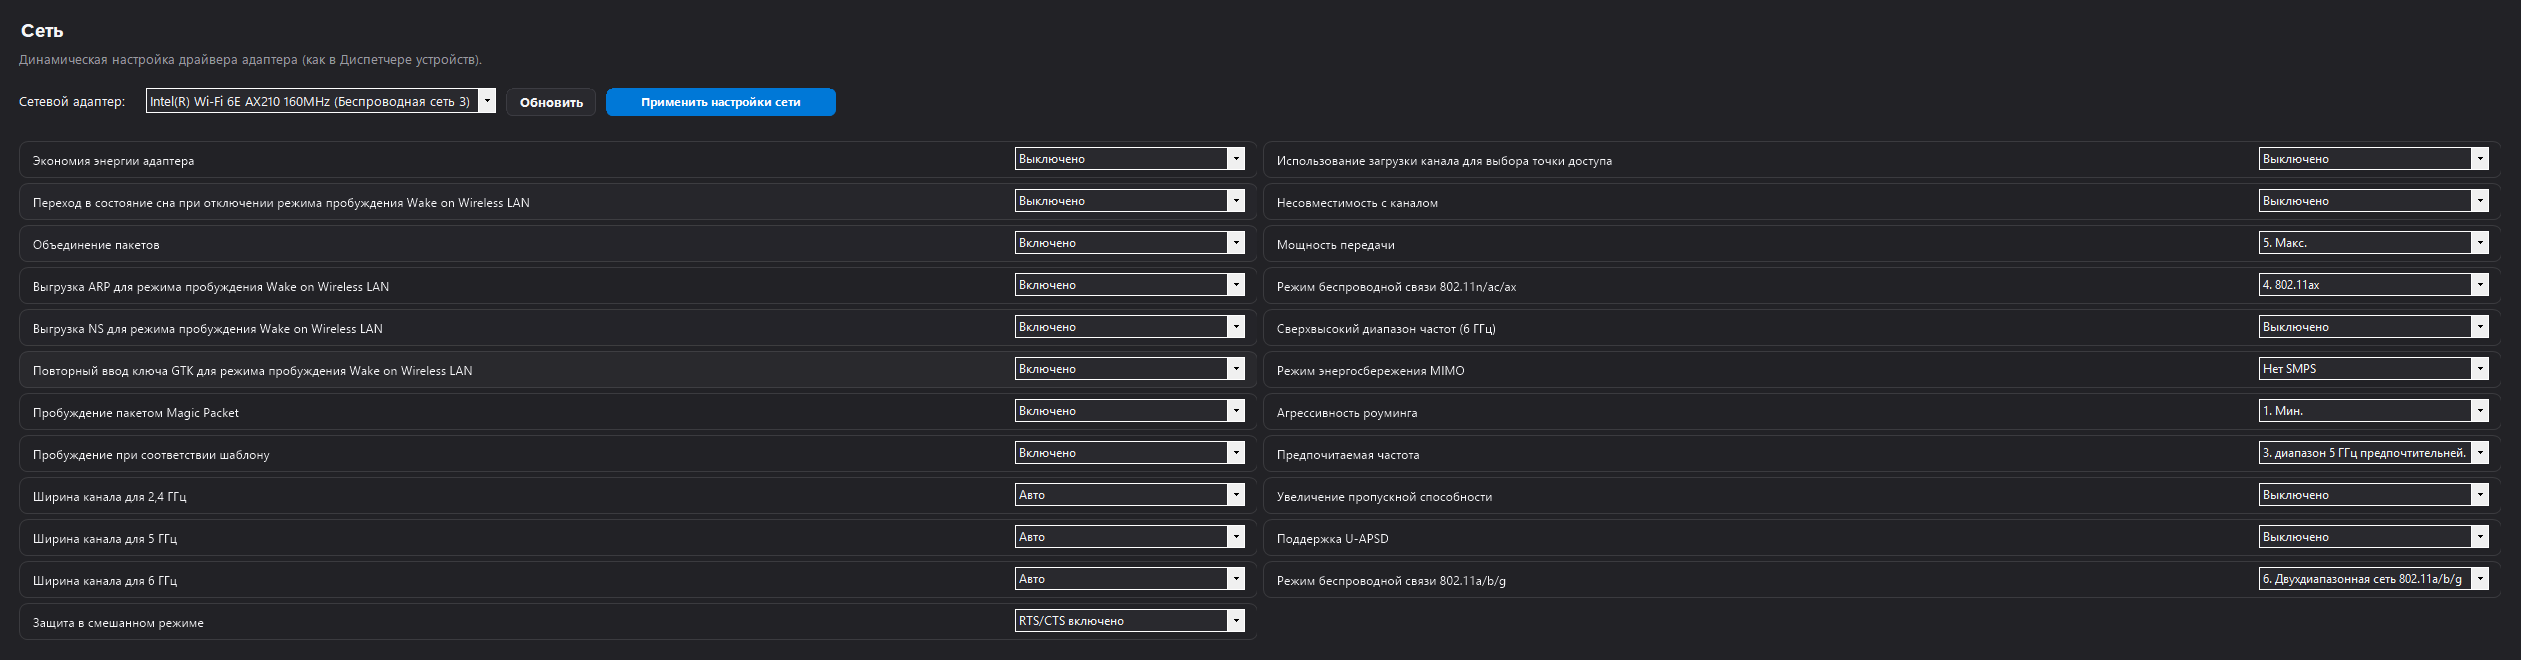 Сеть
Динамическая настройка драйвера адаптера (как в Диспетчере устройств).
Сетевой адаптер: Intel(R) Wi-Fi 6E AX210 160MHz (Беспроводная сеть 3) Обновить Применить настройки сети
Экономия энергии адаптера Выключено
Переход в состояние сна при отключении режима пробуждения Wake on Wireless LAN Выключено
Объединение пакетов Включено
Выгрузка ARP для режима пробуждения Wake on Wireless LAN Включено
Выгрузка NS для режима пробуждения Wake on Wireless LAN Включено
Повторный ввод ключа GTK для режима пробуждения Wake on Wireless LAN Включено
Пробуждение пакетом Magic Packet Включено
Пробуждение при соответствии шаблону Включено
Ширина канала для 2,4 ГГц Авто
Ширина канала для 5 ГГц Авто
Ширина канала для 6 ГГц Авто
Защита в смешанном режиме RTS/CTS включено
Использование загрузки канала для выбора точки доступа Выключено
Несовместимость с каналом Выключено
Мощность передачи 5. Макс.
Режим беспроводной связи 802.11n/ac/ax 4. 802.11ax
Сверхвысокий диапазон частот (6 ГГц) Выключено
Режим энергосбережения MIMO Нет SMPS
Агрессивность роуминга 1. Мин.
Предпочитаемая частота 3. диапазон 5 ГГц предпочтительней.
Увеличение пропускной способности Выключено
Поддержка U-APSD Выключено
Режим беспроводной связи 802.11a/b/g 6. Двухдиапазонная сеть 802.11a/b/g